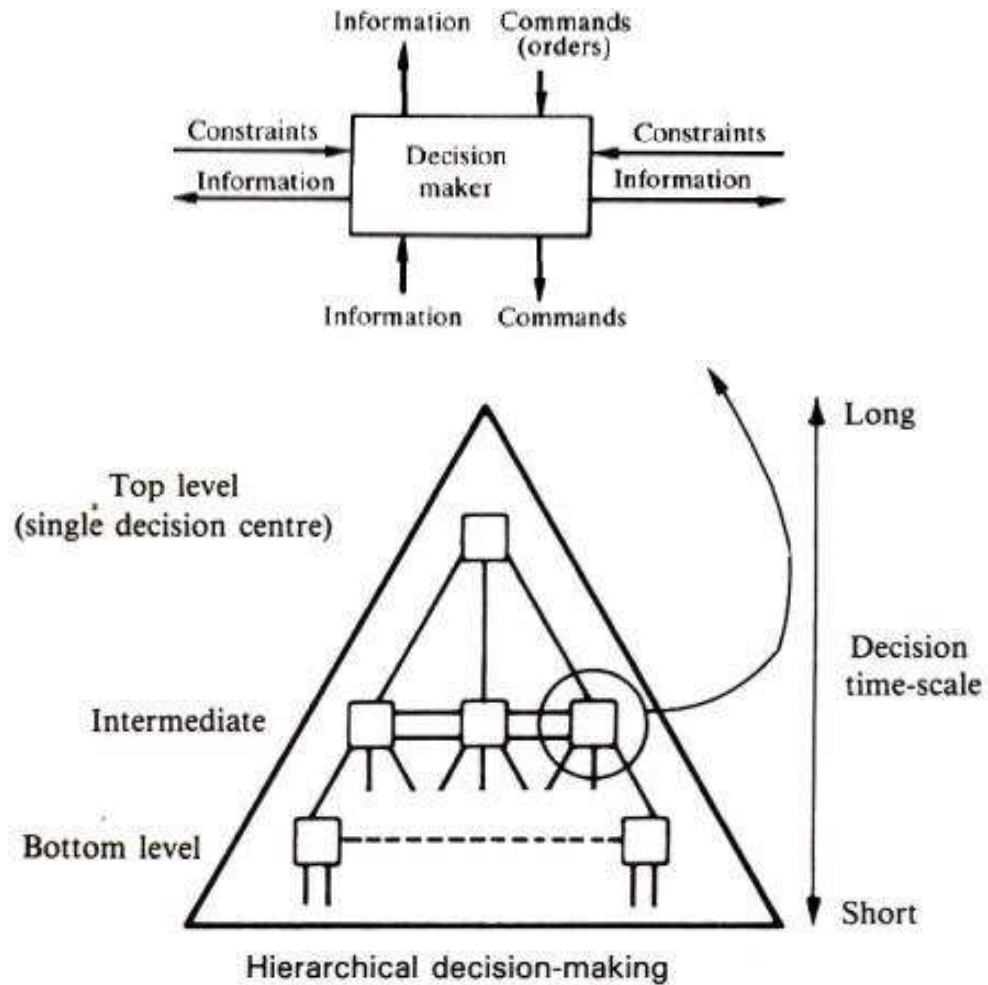 Information
Commands
(orders)
Constraints
Constraints
Decision
maker
Information
Information
Information
Commands
Long
Top level
(single decision centre)
Decision
time-scale
Intermediate
Bottom level
Short
Hierarchical decision-making